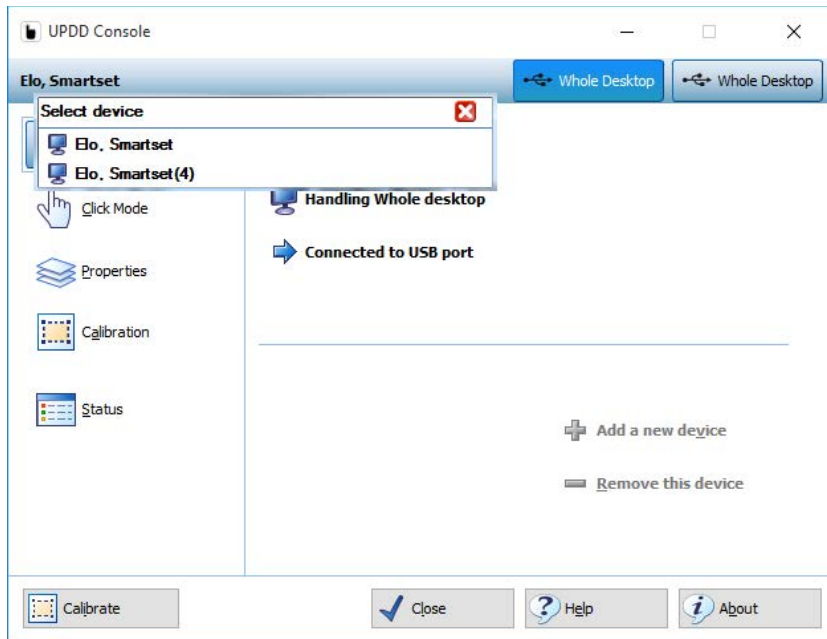 UPDD Console
Elo, Smartset
Whole Desktop
Whole Desktop
Select device
Elo, Smartset
Elo, Smartset(4)
Handling Whole desktop
Click Mode
Connected to USB port
Properties
Calibration
Status
Add a new device
Remove this device
Calibrate
Close
Help
About